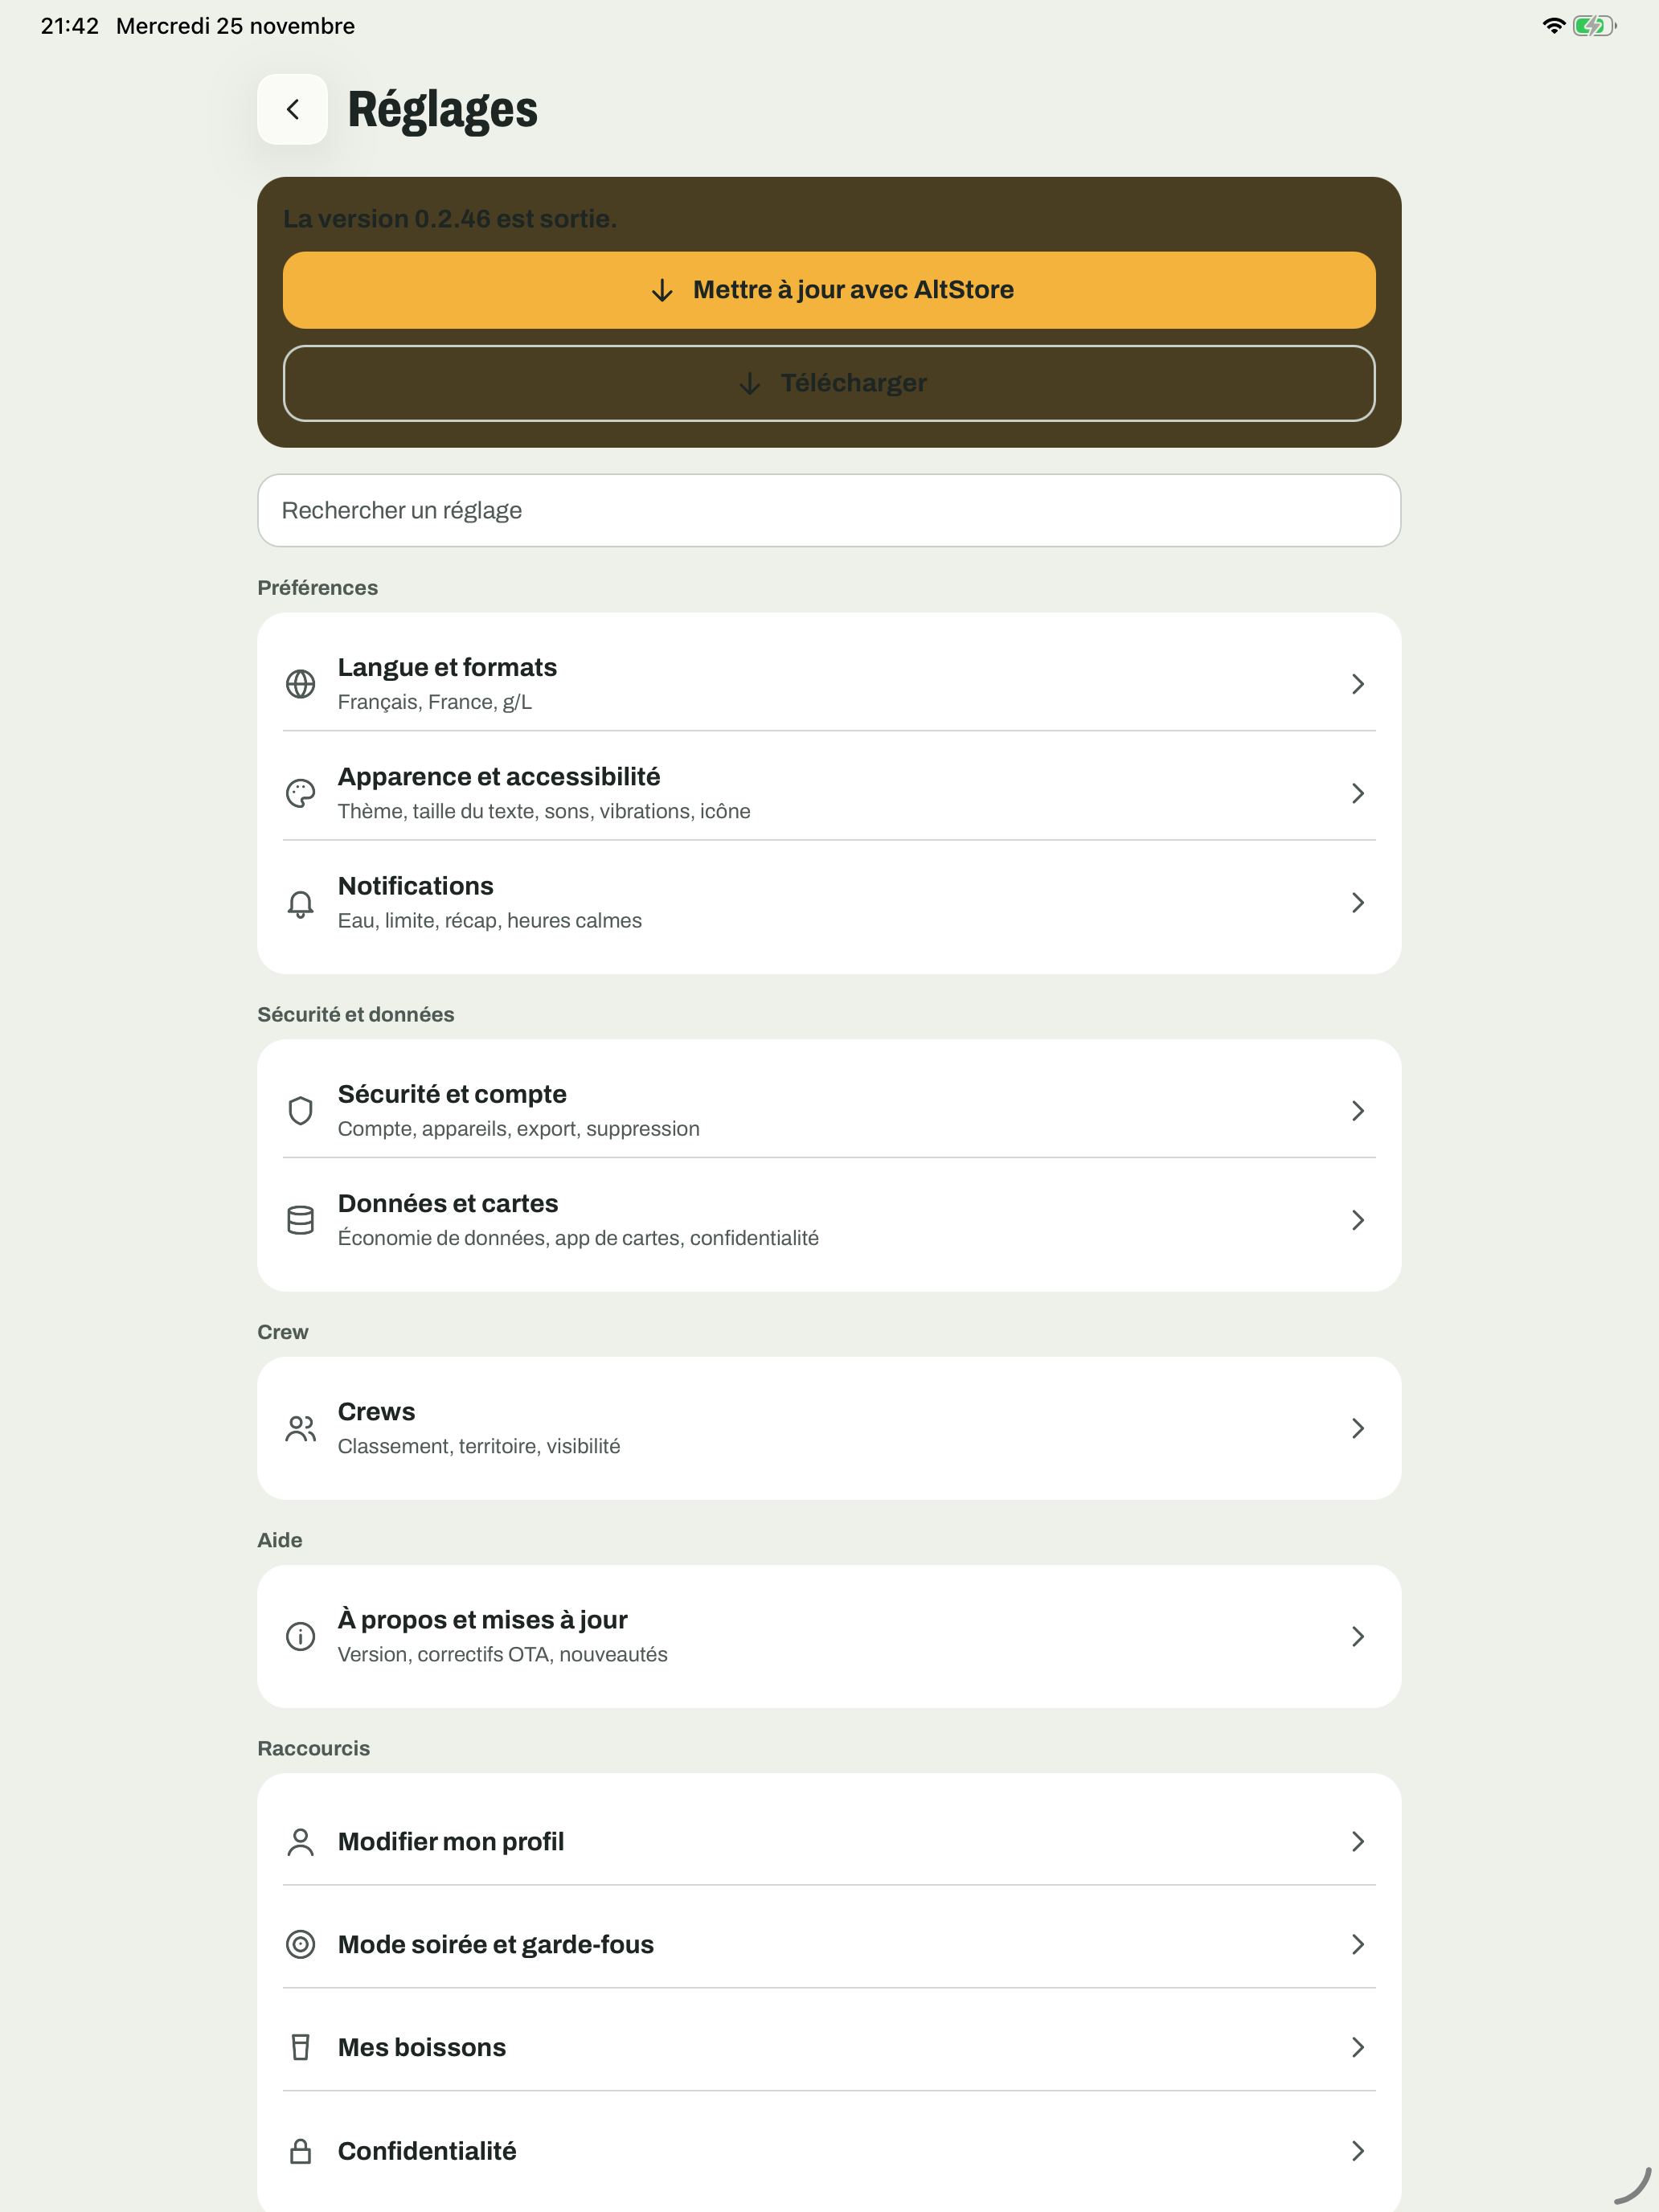 21:42 Mercredi 25 novembre
Réglages
La version 0.2.46 est sortie.
Mettre à jour avec AltStore
Télécharger
Rechercher un réglage
Préférences
Langue et formats
Français, France, g/L
Apparence et accessibilité
Thème, taille du texte, sons, vibrations, icône
Notifications
Eau, limite, récap, heures calmes
Sécurité et données
Sécurité et compte
Compte, appareils, export, suppression
Données et cartes
Économie de données, app de cartes, confidentialité
Crew
Crews
Classement, territoire, visibilité
Aide
À propos et mises à jour
Version, correctifs OTA, nouveautés
Raccourcis
Modifier mon profil
Mode soirée et garde-fous
Mes boissons
Confidentialité